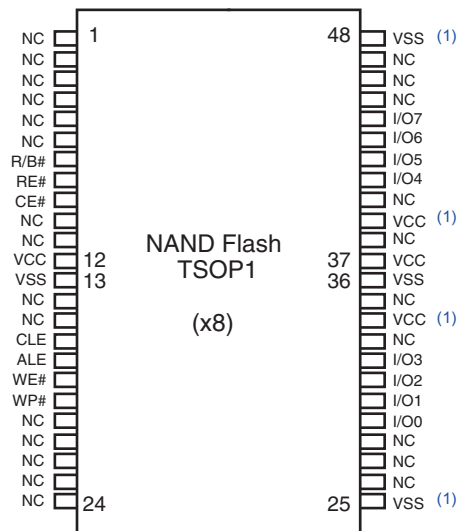 NC 1 48 VSS (1)
NC NC
NC NC
NC NC
NC I/O7
NC I/O6
R/B# I/O5
RE# I/O4
CE# NC
NC VCC (1)
NC NC
VCC 12 NAND Flash 37 VCC
VSS 13 TSOP1 36 VSS
NC NC
NC (x8) VCC (1)
CLE NC
ALE I/O3
WE# I/O2
WP# I/O1
NC I/O0
NC NC
NC NC
NC NC
NC 24 25 VSS (1)